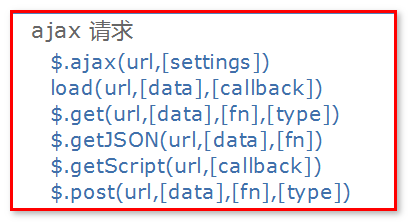 ajax 请求
$.ajax(url,[settings])
load(url,[data],[callback])
$.get(url,[data],[fn],[type])
$.getJSON(url,[data],[fn])
$.getScript(url,[callback])
$.post(url,[data],[fn],[type])